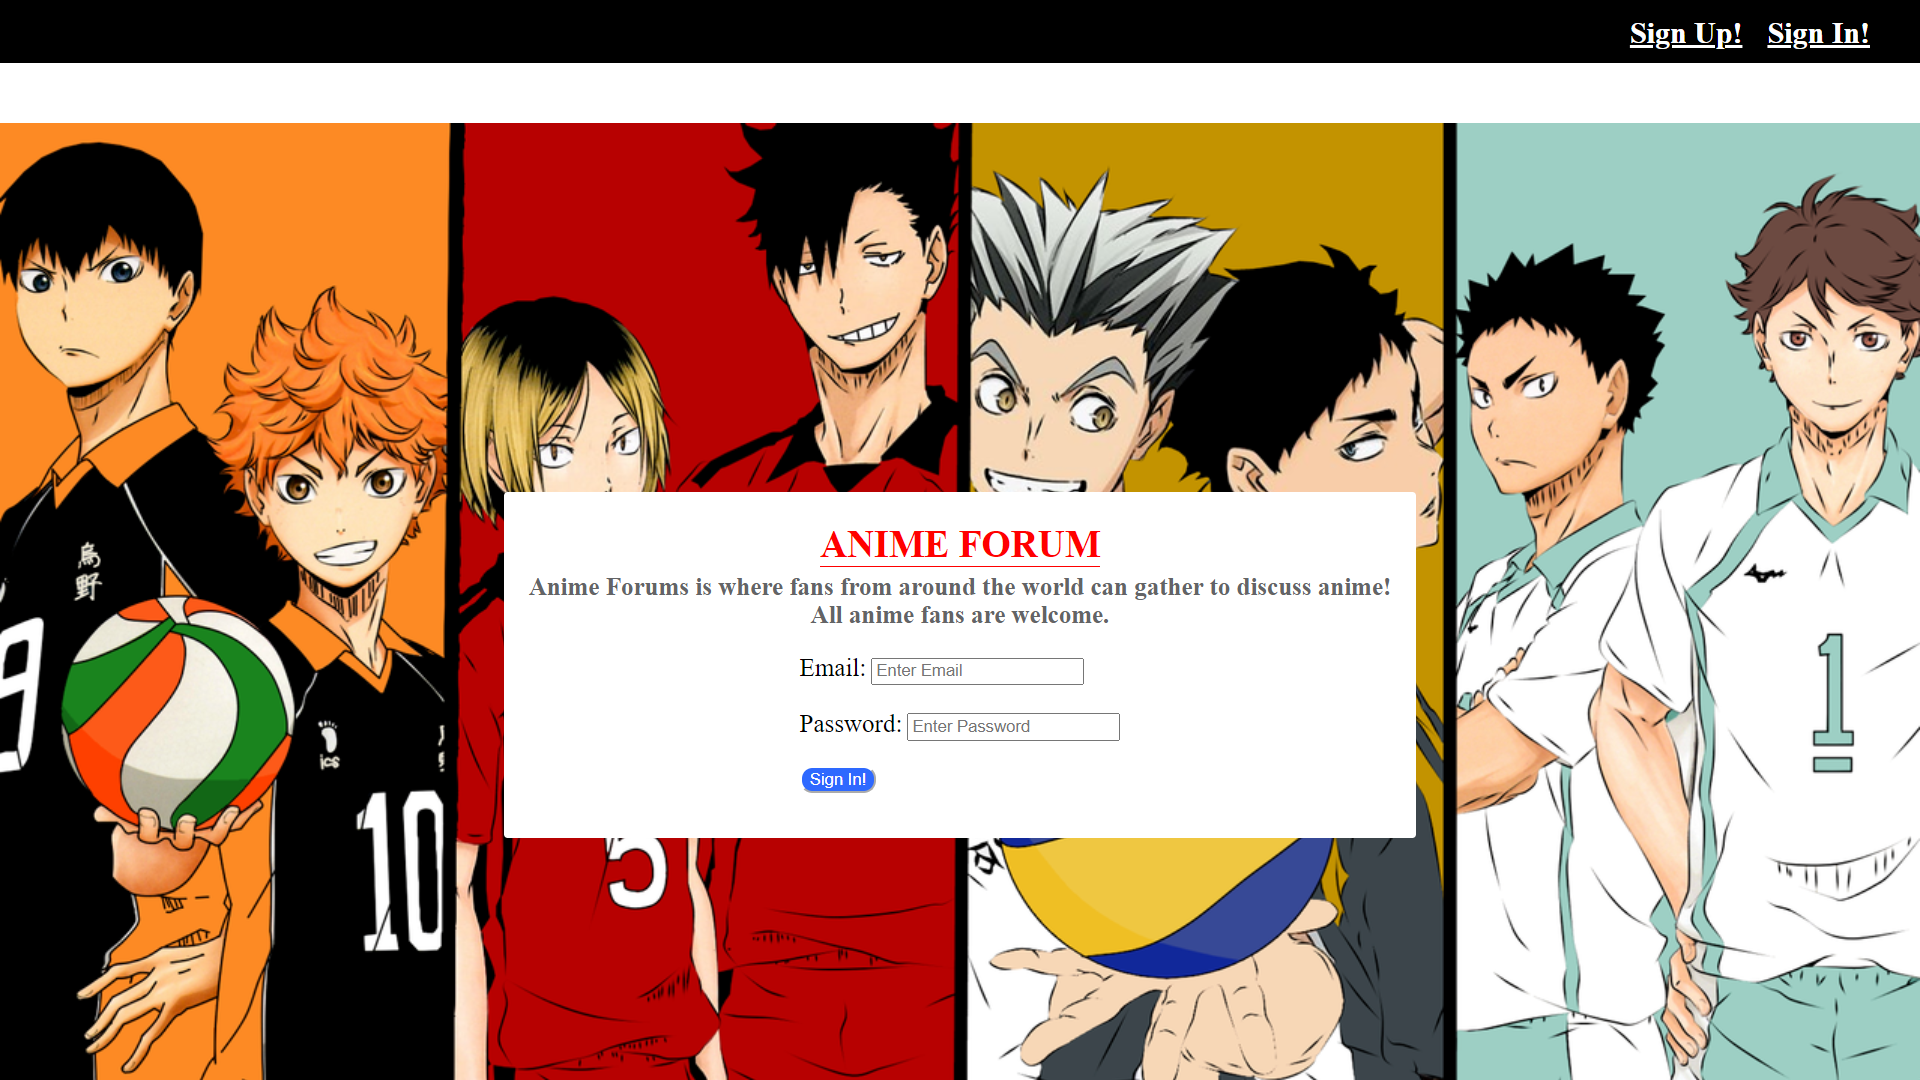 Sign Up! Sign In!
ANIME FORUM
Anime Forums is where fans from around the world can gather to discuss anime!
All anime fans are welcome.
Email: Enter Email
Password: Enter Password
Sign In!
烏野
9
10
ics
5
1